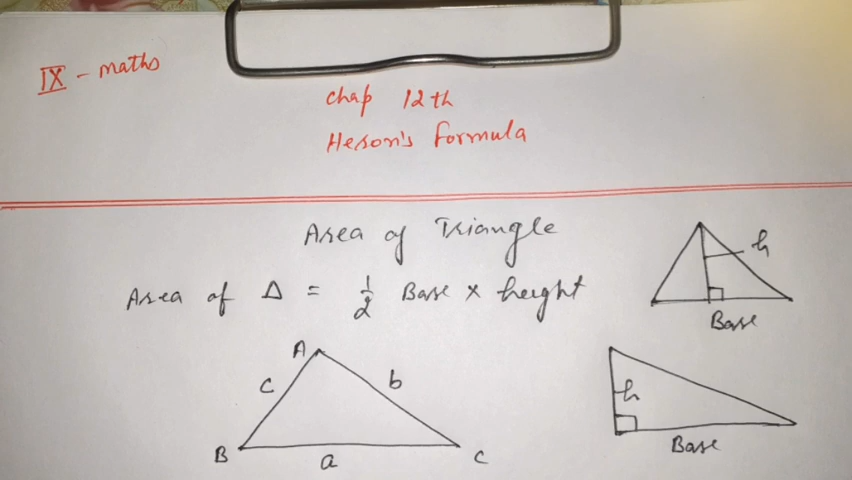 IX - maths
chap 12th
Heron's formula
Area of Triangle
Area of Δ = 1/2 Base × height
h
Base
A
c
b
B
a
C
h
Base